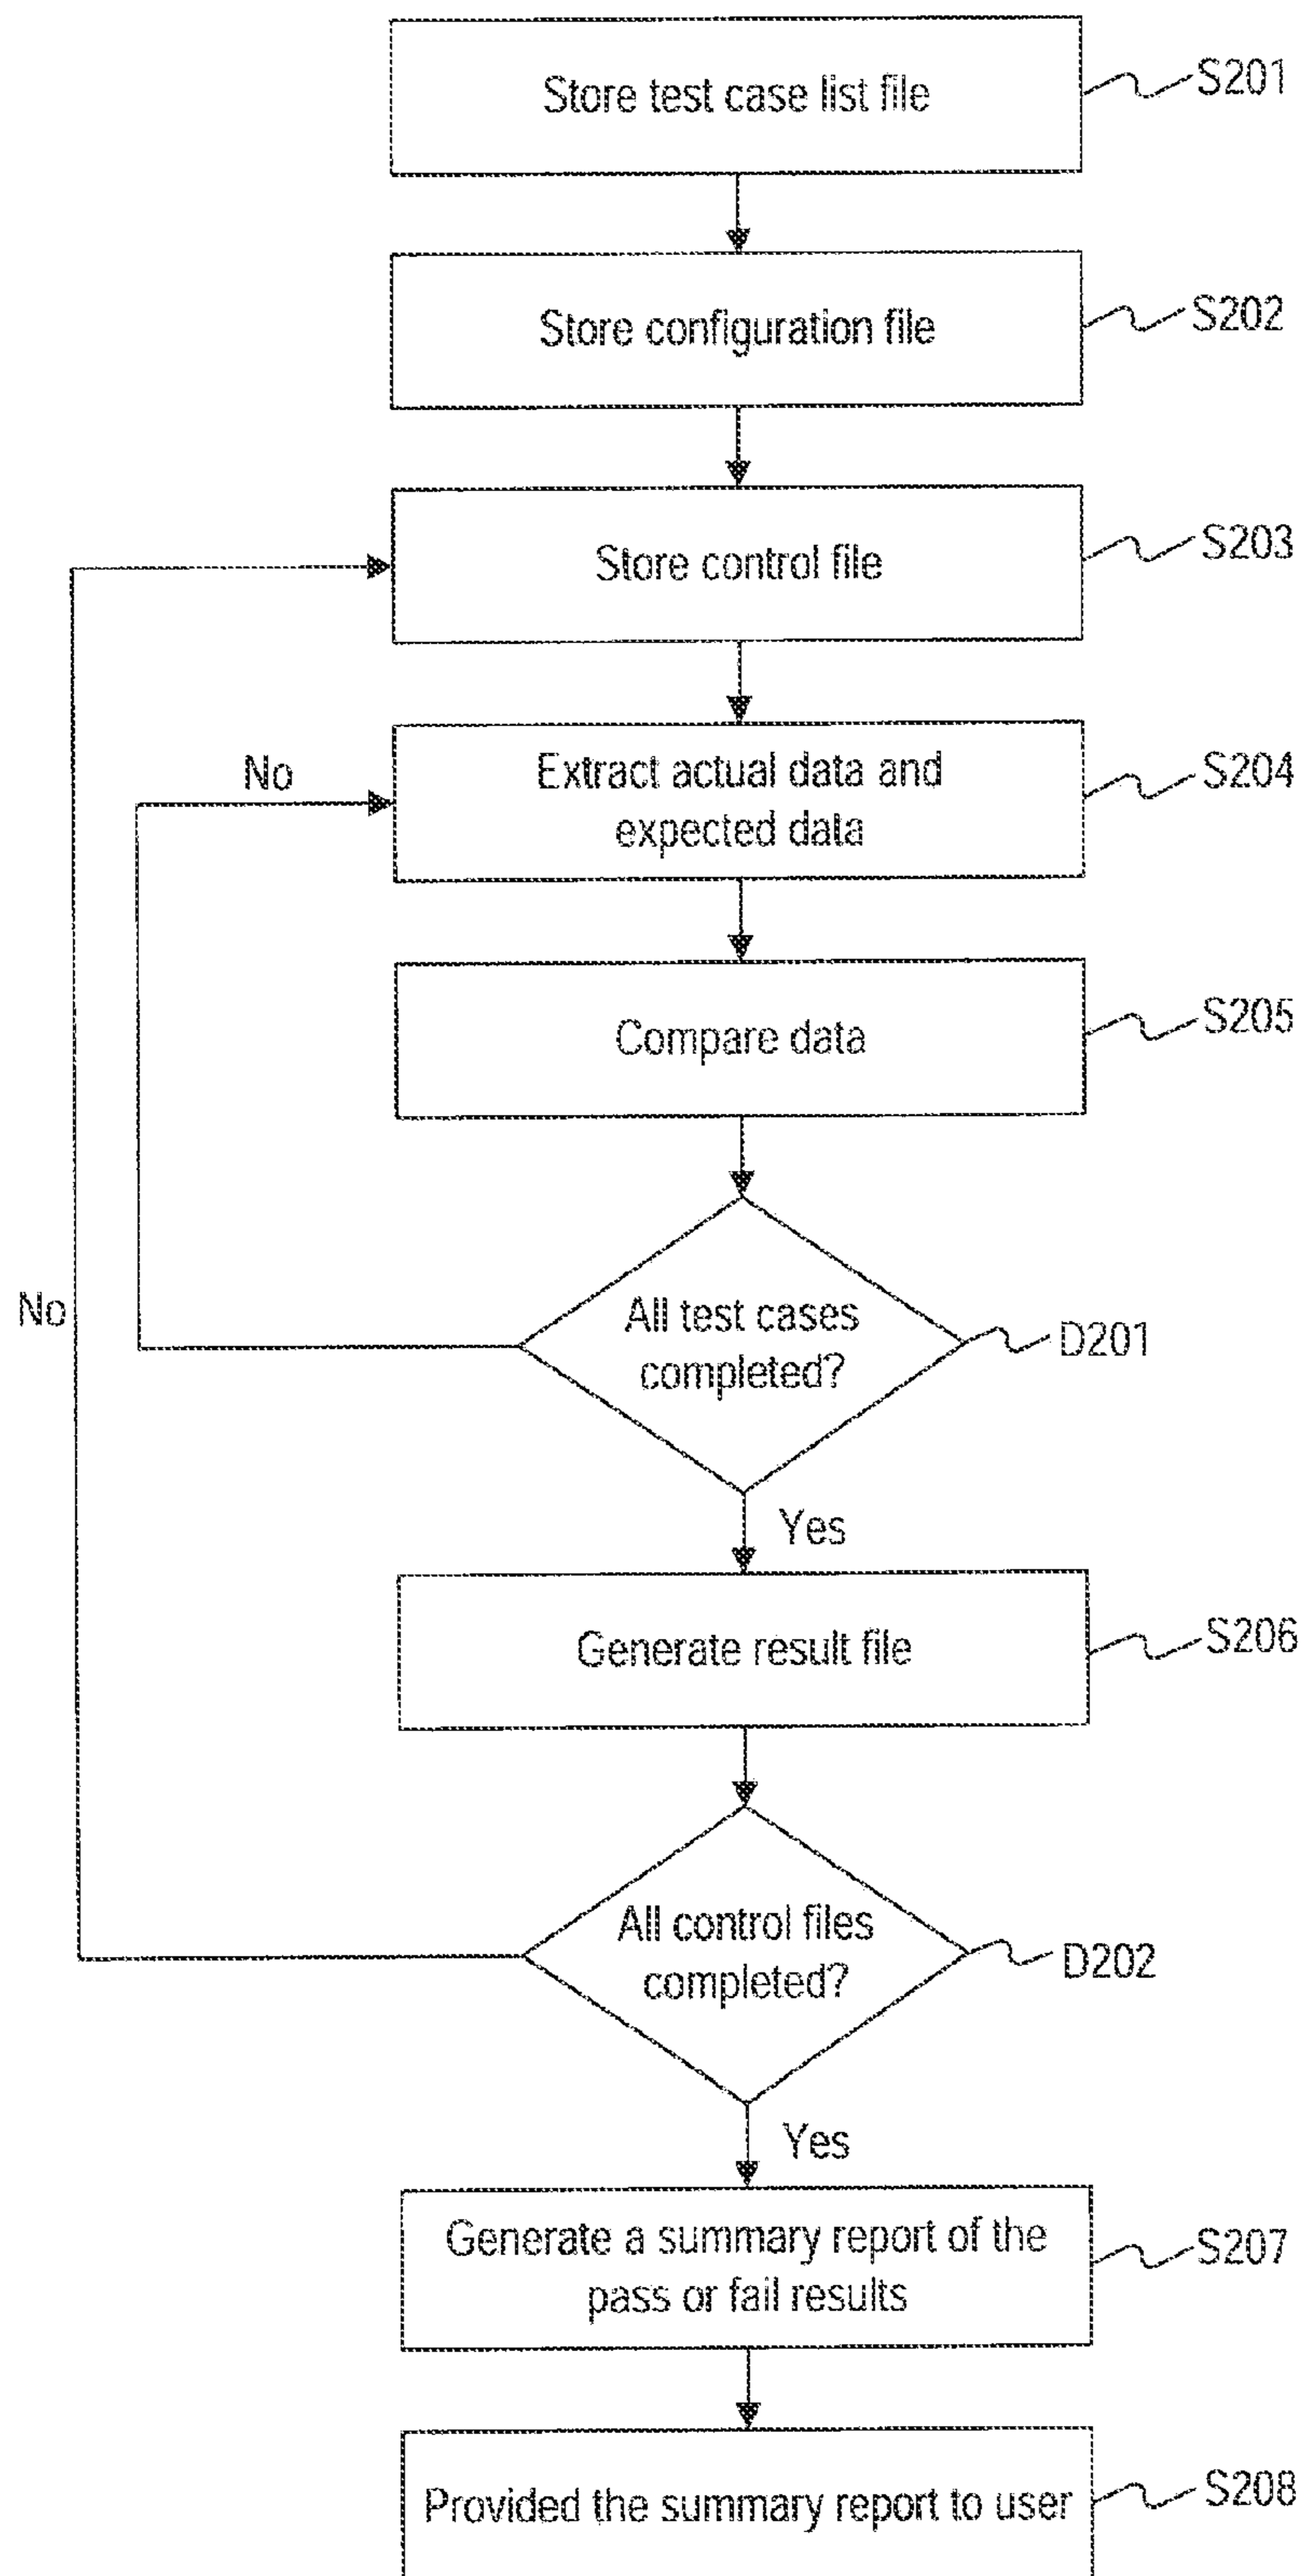 Store test case list file
S201
Store configuration file
S202
Store control file
S203
No
Extract actual data and
expected data
S204
Compare data
S205
No
All test cases
completed?
D201
Yes
Generate result file
S206
All control files
completed?
D202
Yes
Generate a summary report of the
pass or fail results
S207
Provided the summary report to user
S208